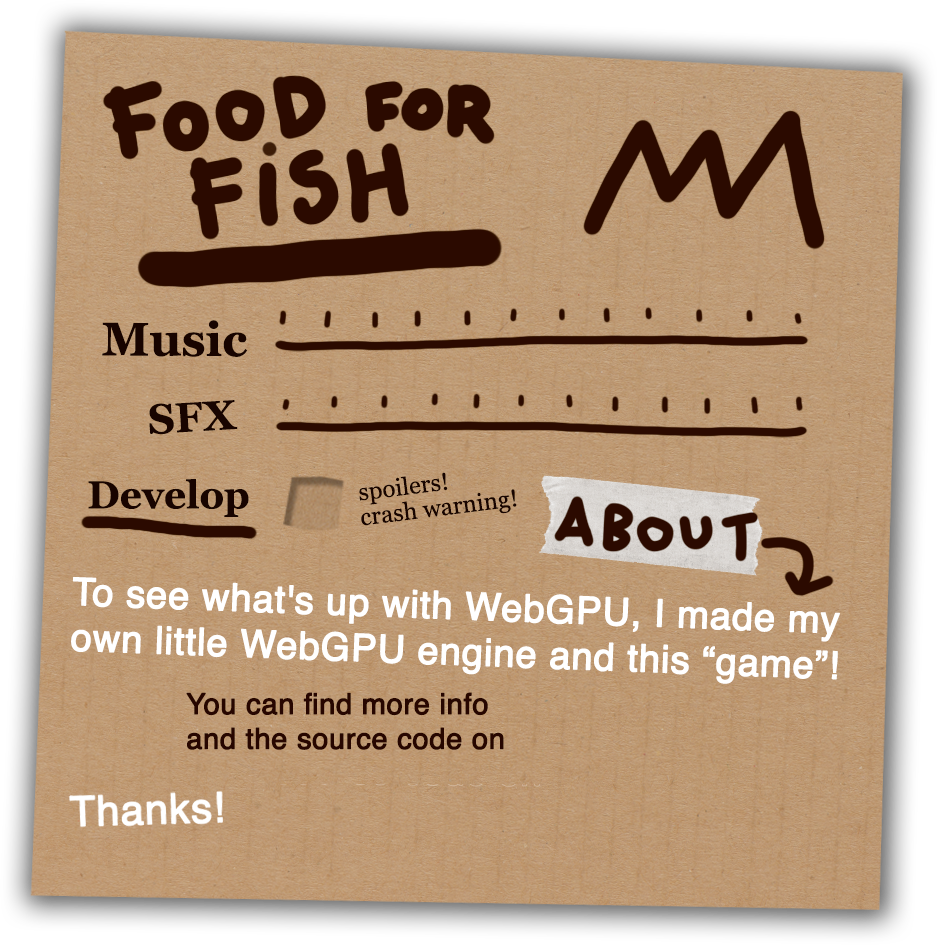 FOOD FOR
FiSH
Music
SFX
Develop
spoilers!
crash warning!
ABOUT
To see what's up with WebGPU, I made my
own little WebGPU engine and this “game”!
You can find more info
and the source code on
Thanks!